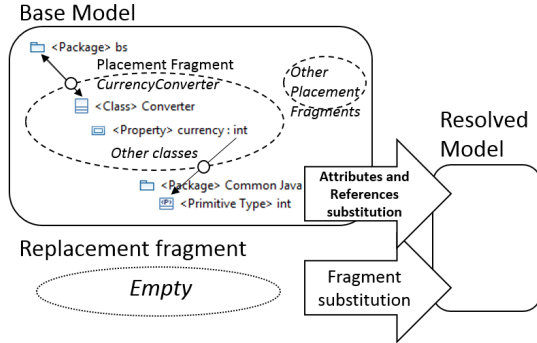 Base Model
<Package> bs
Placement Fragment
CurrencyConverter
<Class> Converter
<Property> currency : int
Other classes
Other
Placement
Fragments
<Package> Common Java
<Primitive Type> int
Attributes and
References
substitution
Resolved
Model
Replacement fragment
Empty
Fragment
substitution